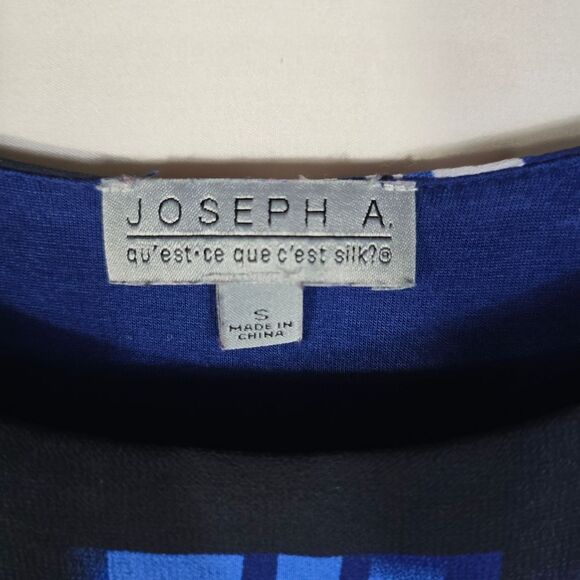 JOSEPH A.
qu'est•ce que c'est silk?®
S
MADE IN
CHINA